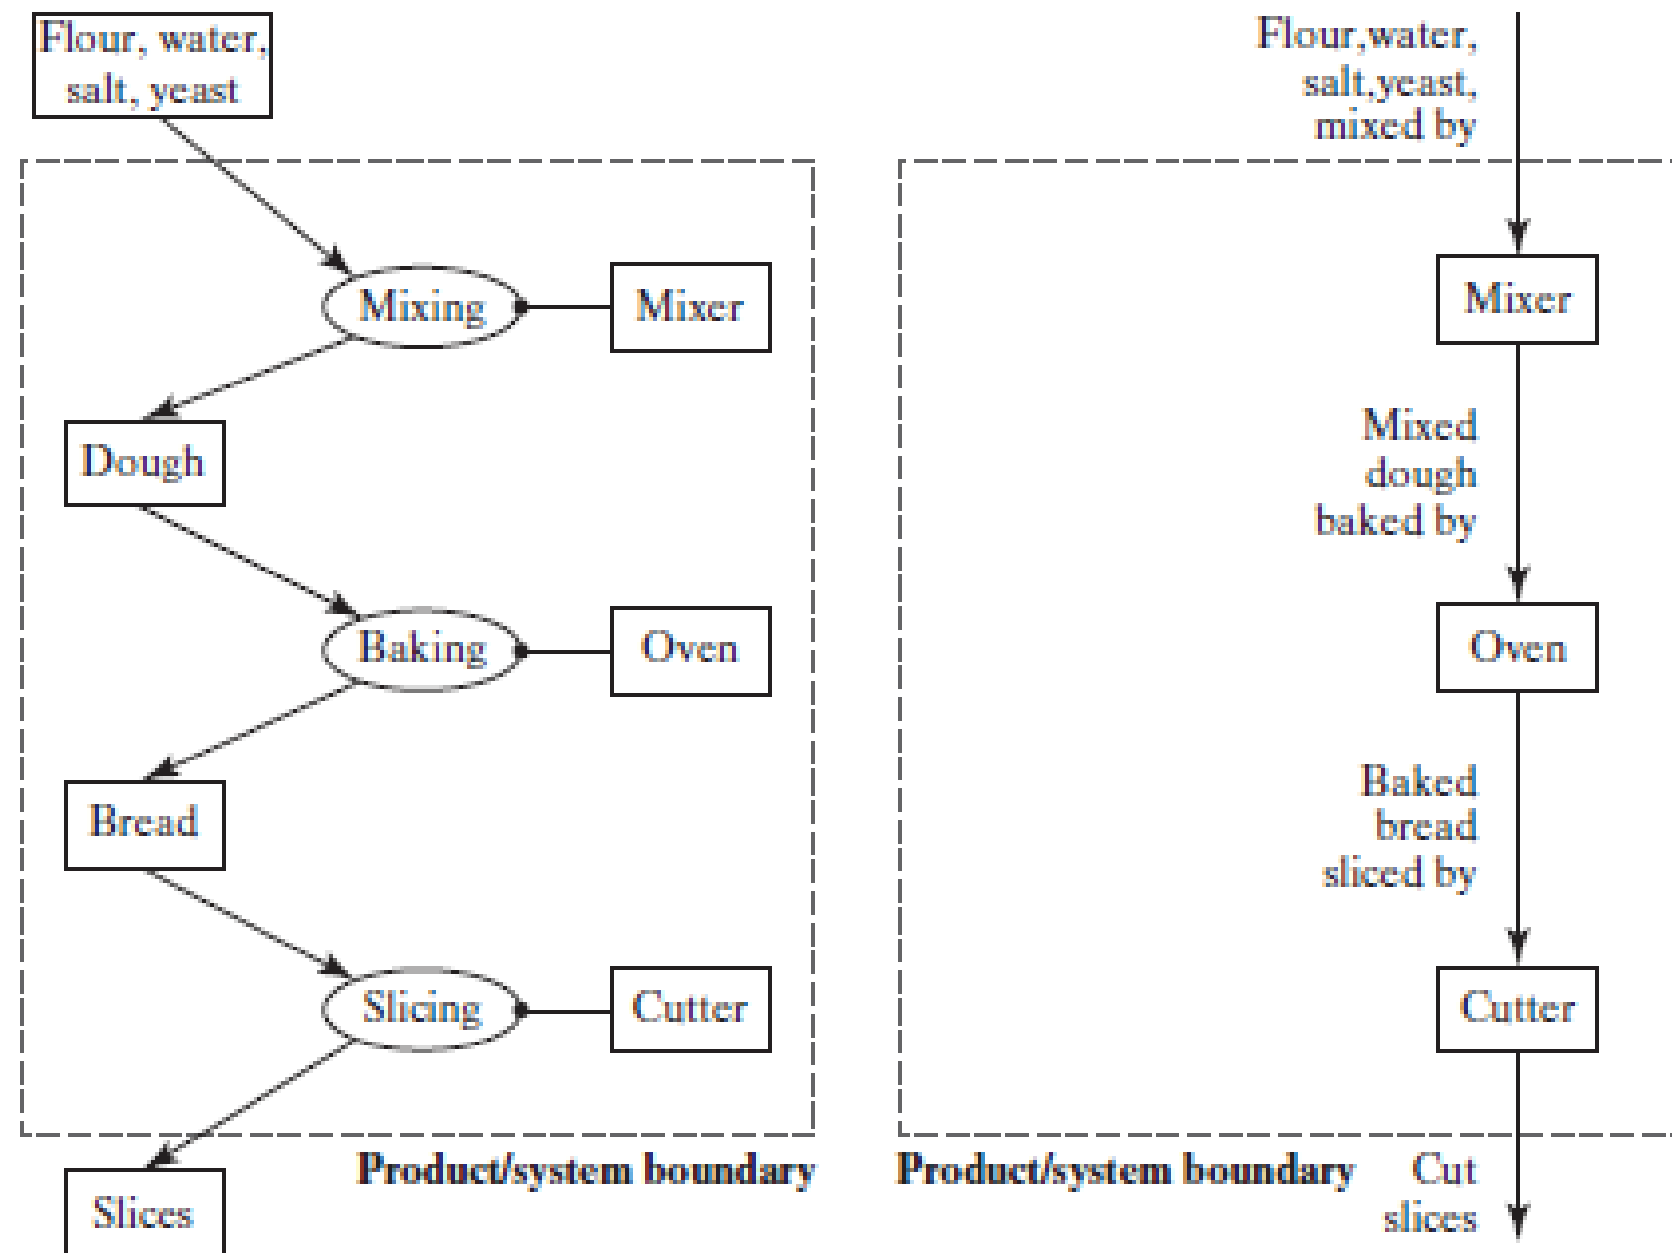 Flour, water,
salt, yeast
Mixing
Mixer
Dough
Baking
Oven
Bread
Slicing
Cutter
Product/system boundary
Slices
Flour,water,
salt,yeast,
mixed by
Mixer
Mixed
dough
baked by
Oven
Baked
bread
sliced by
Cutter
Product/system boundary
Cut
slices